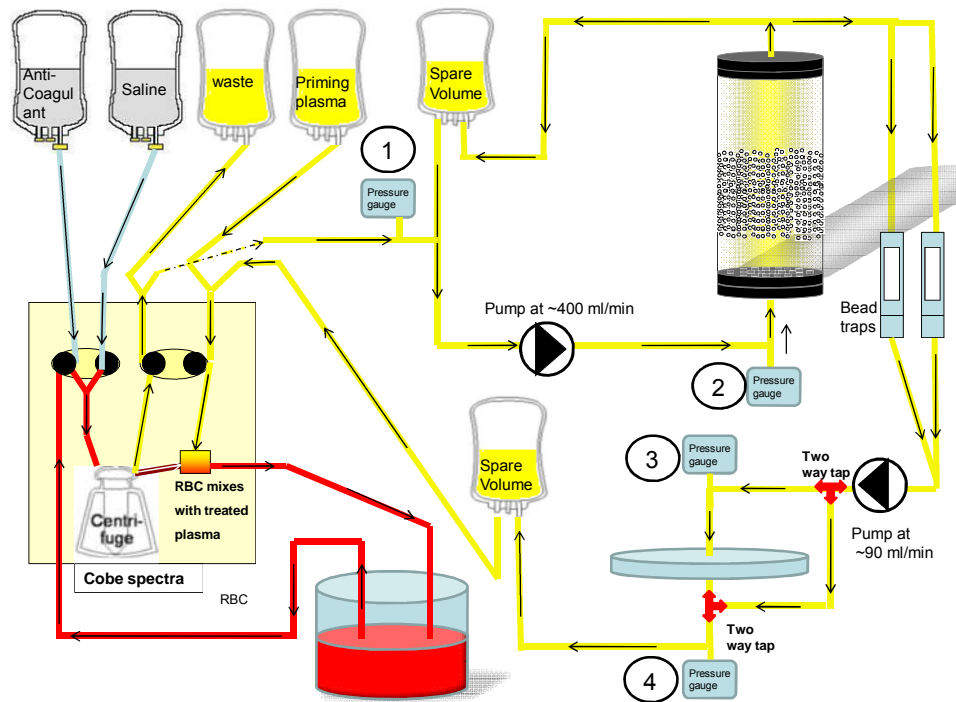 Anti-
Coagul
ant
Saline
waste
Priming
plasma
Spare
Volume
1
Pressure
gauge
Pump at ~400 ml/min
Bead
traps
2
Pressure
gauge
3
Pressure
gauge
Two
way tap
Spare
Volume
RBC mixes
with treated
plasma
Centri-
fuge
Pump at
~90 ml/min
Cobe spectra
RBC
Two
way tap
4
Pressure
gauge